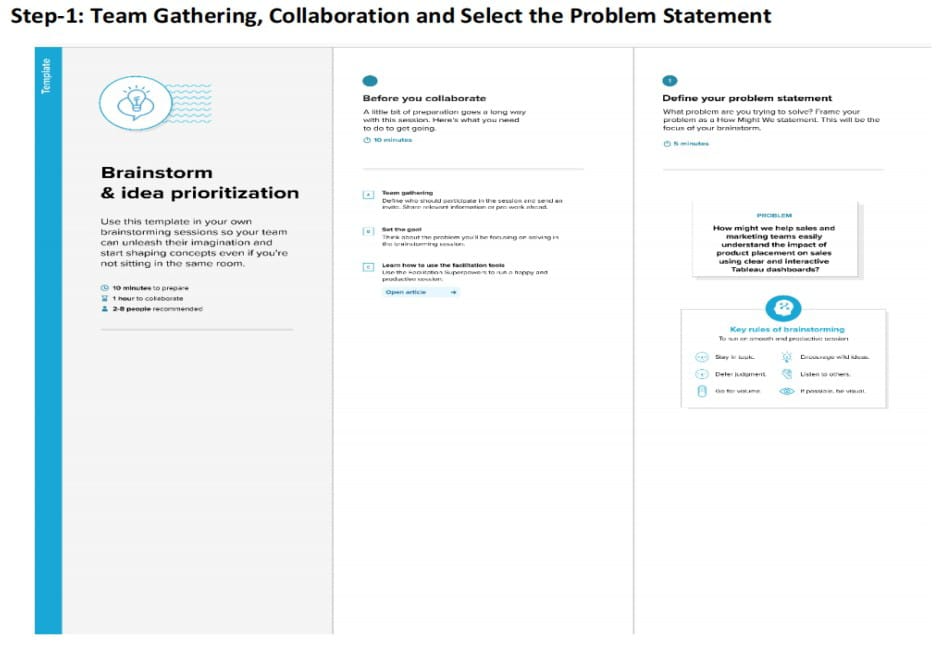 Step-1: Team Gathering, Collaboration and Select the Problem Statement
Template
Brainstorm
& idea prioritization
Use this template in your own
brainstorming sessions so your team
can unleash their imagination and
start shaping concepts even if you're
not sitting in the same room.
10 minutes to prepare
1 hour to collaborate
2-8 people recommended
Before you collaborate
A little bit of preparation goes a long way
with this session. Here's what you need
to do to get going.
10 minutes
A
Team gathering
Define who should participate in the session and send an
invite. Share relevant information or pre-work ahead.
B
Set the goal
Think about the problem you'll be focusing on solving in
the brainstorming session.
C
Learn how to use the facilitation tools
Use the Facilitation Superpowers to run a happy and
productive session.
Open article
1
Define your problem statement
What problem are you trying to solve? Frame your
problem as a How Might We statement. This will be the
focus of your brainstorm.
5 minutes
PROBLEM
How might we help sales and
marketing teams easily
understand the impact of
product placement on sales
using clear and interactive
Tableau dashboards?
Key rules of brainstorming
To run an smooth and productive session
Stay in topic.
Encourage wild ideas.
Defer judgment.
Listen to others.
Go for volume.
If possible, be visual.